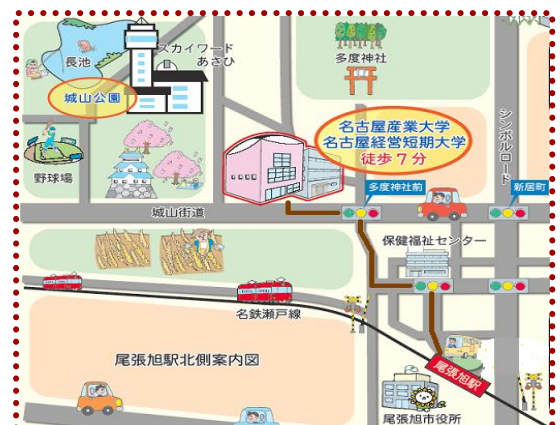 長池
スカイワード
あさひ
城山公園
多度神社
名古屋産業大学
名古屋経営短期大学
徒歩7分
シンボルロード
野球場
多度神社前
新居町
城山街道
保健福祉センター
名鉄瀬戸線
尾張旭駅北側案内図
尾張旭駅
尾張旭市役所